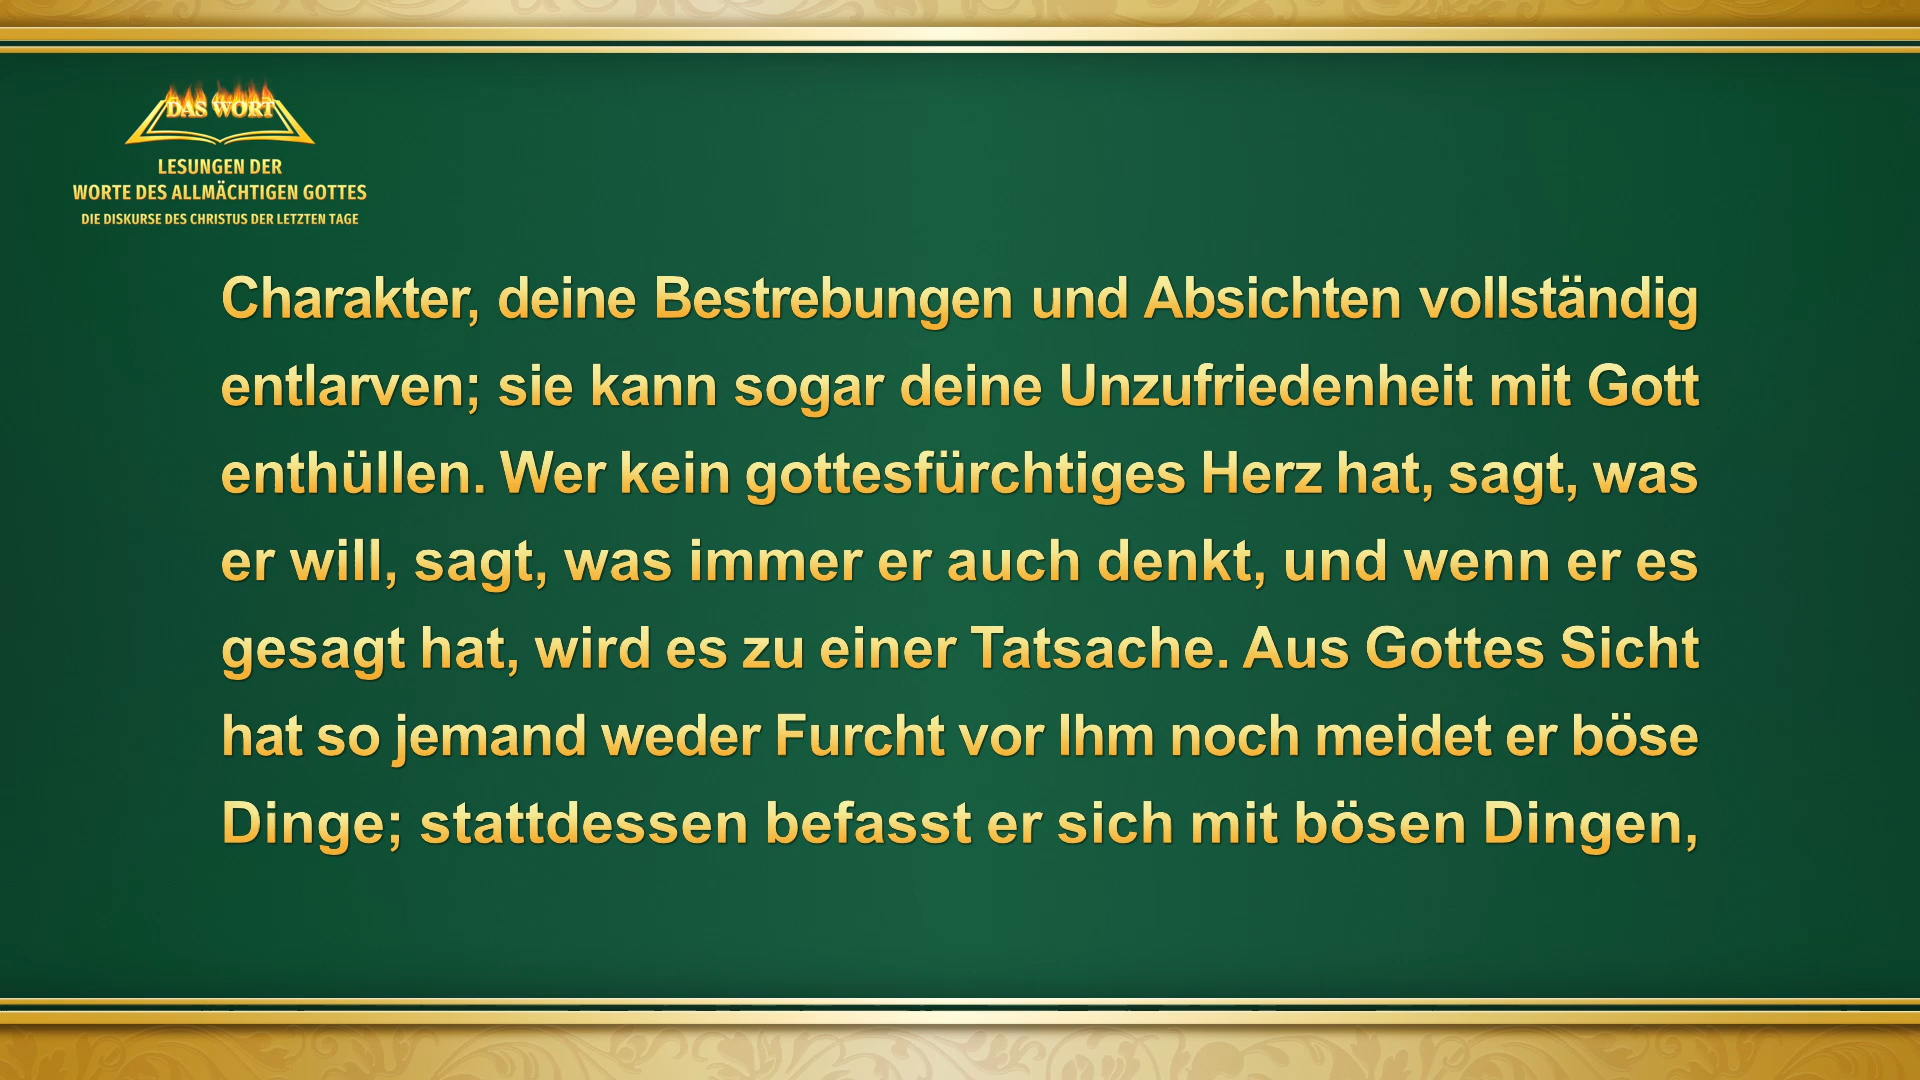 DAS WORT
LESUNGEN DER
WORTE DES ALLMÄCHTIGEN GOTTES
DIE DISKURSE DES CHRISTUS DER LETZTEN TAGE
Charakter, deine Bestrebungen und Absichten vollständig
entlarven; sie kann sogar deine Unzufriedenheit mit Gott
enthüllen. Wer kein gottesfürchtiges Herz hat, sagt, was
er will, sagt, was immer er auch denkt, und wenn er es
gesagt hat, wird es zu einer Tatsache. Aus Gottes Sicht
hat so jemand weder Furcht vor Ihm noch meidet er böse
Dinge; stattdessen befasst er sich mit bösen Dingen,